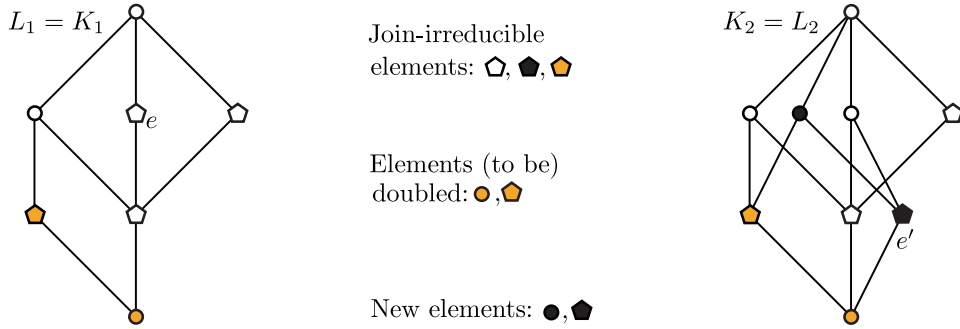 L₁ = K₁
e
Join-irreducible
elements: , ,
Elements (to be)
doubled: ,
New elements: ,
K₂ = L₂
e′